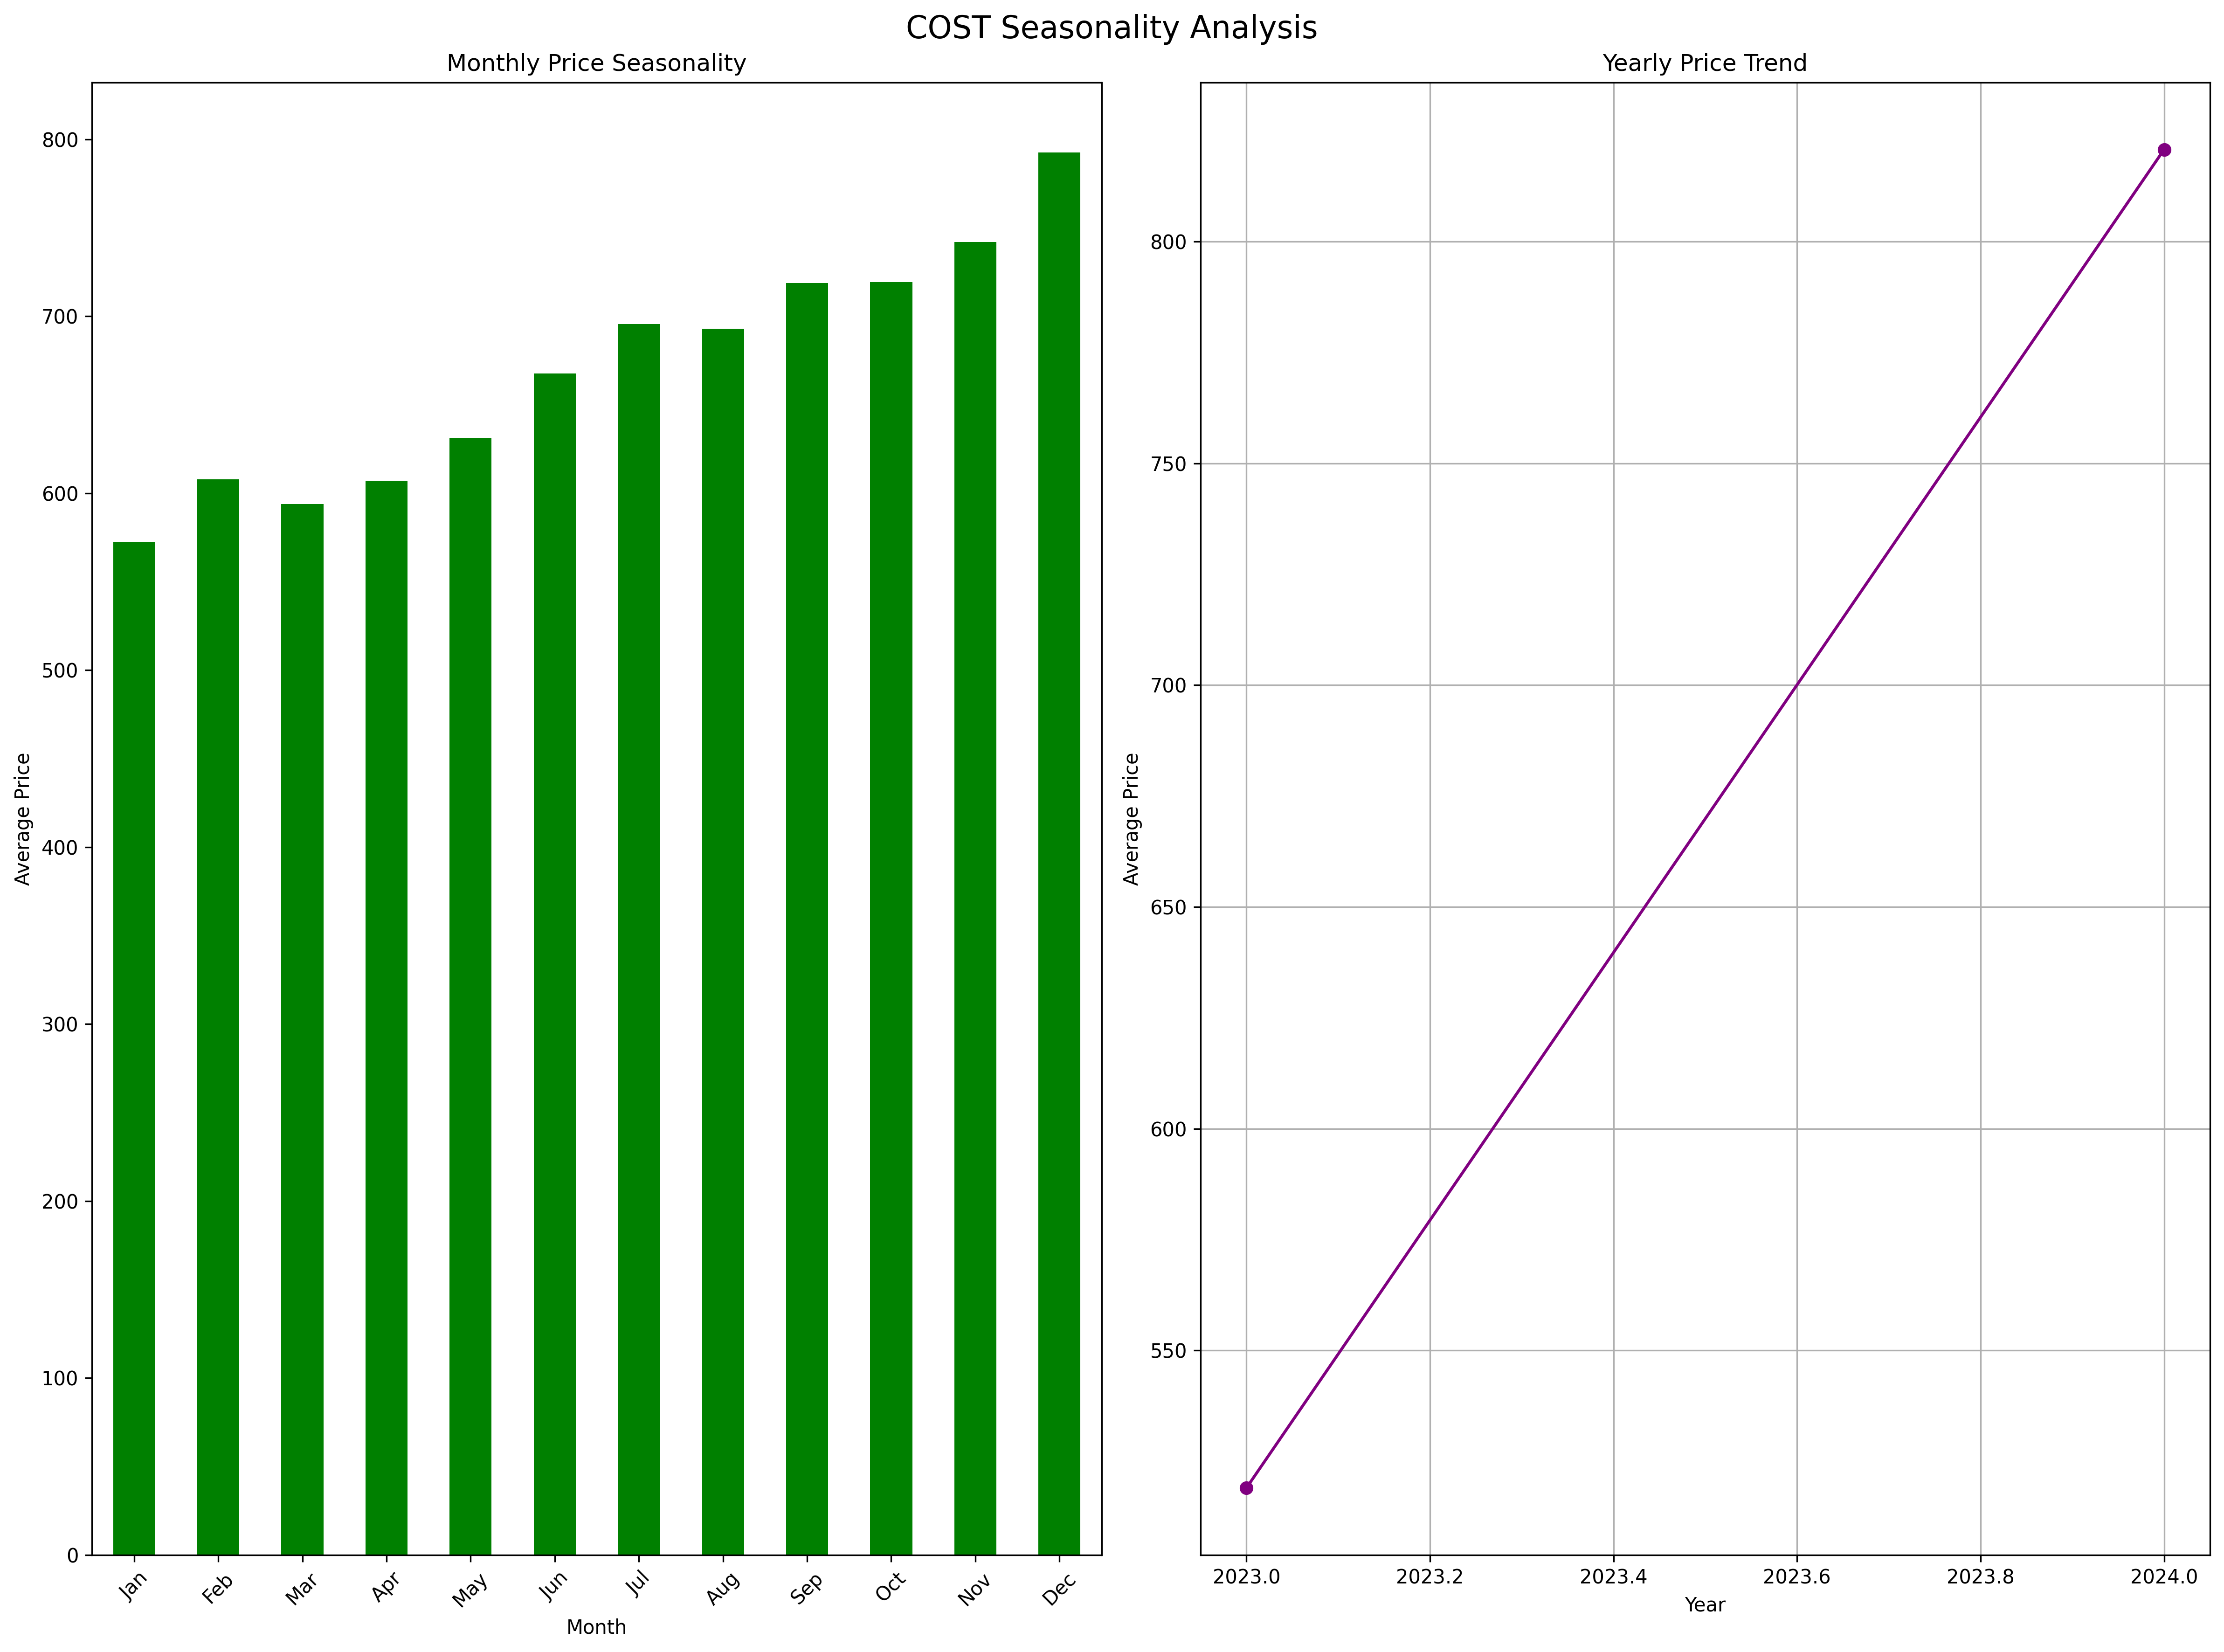 COST Seasonality Analysis
Monthly Price Seasonality
Average Price
800
700
600
500
400
300
200
100
0
Jan Feb Mar Apr May Jun Jul Aug Sep Oct Nov Dec
Month
Yearly Price Trend
Average Price
800
750
700
650
600
550
2023.0 2023.2 2023.4 2023.6 2023.8 2024.0
Year